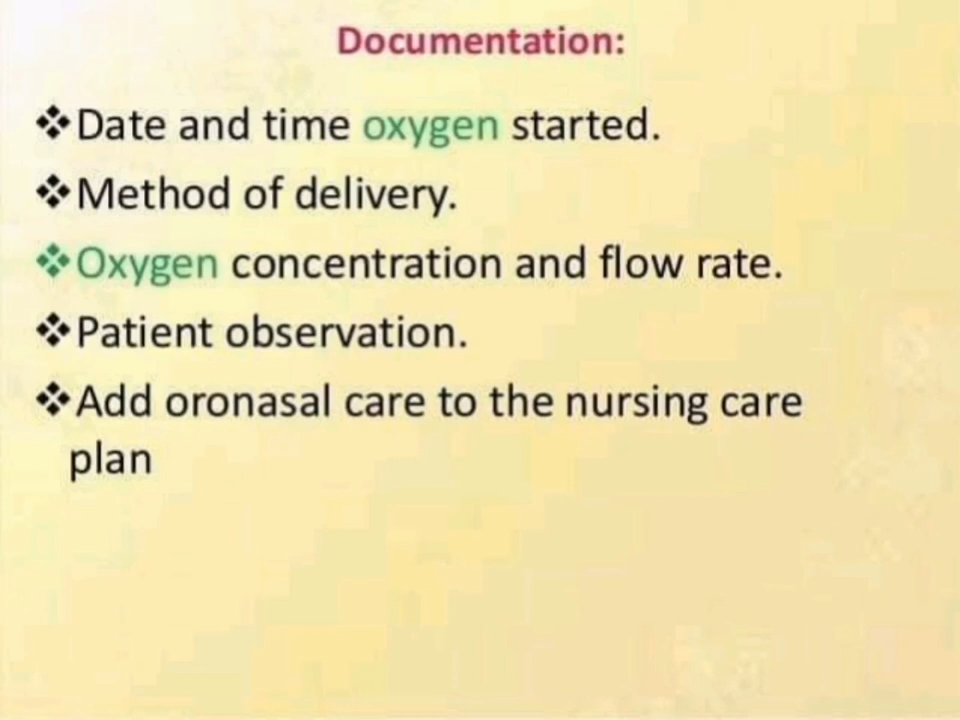 Documentation:
❖Date and time oxygen started.
❖Method of delivery.
❖Oxygen concentration and flow rate.
❖Patient observation.
❖Add oronasal care to the nursing care
plan